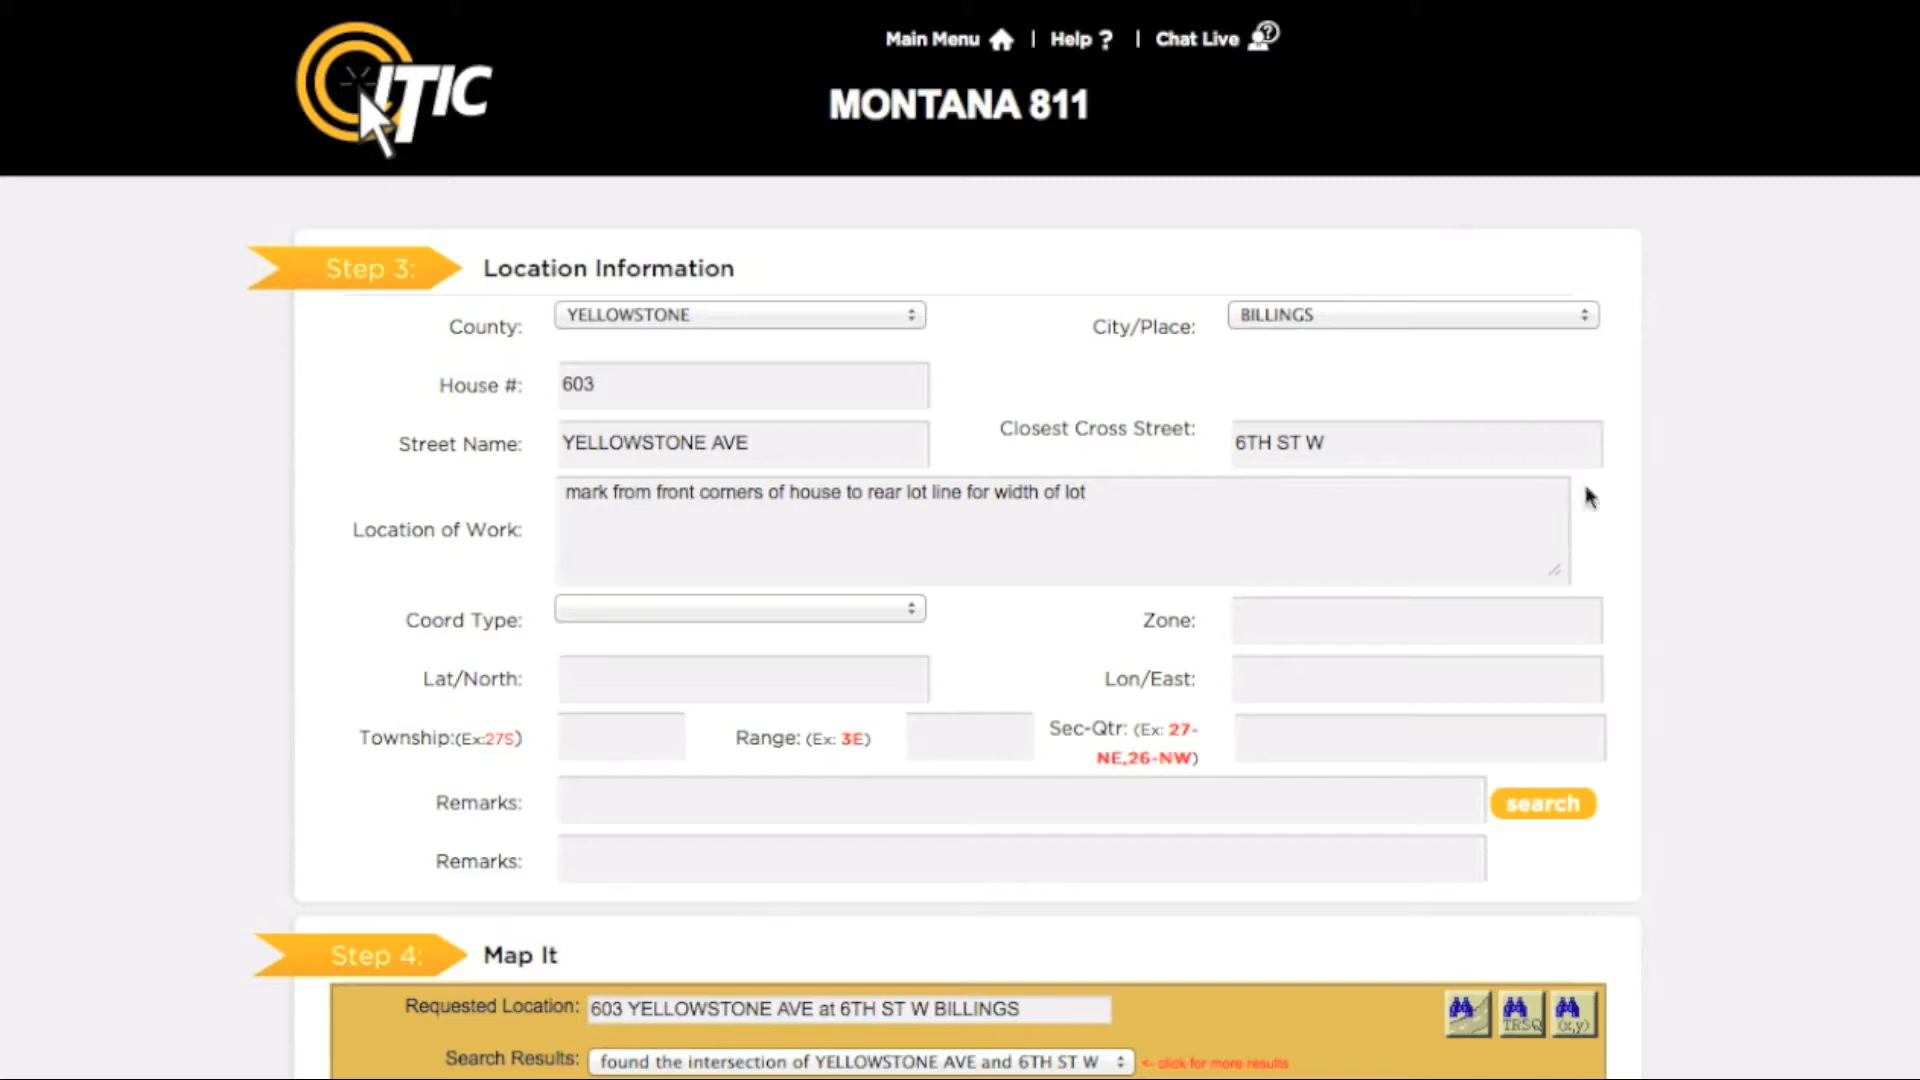 Main Menu | Help ? | Chat Live ?
ITIC
MONTANA 811
Step 3: Location Information
County: YELLOWSTONE City/Place: BILLINGS
House #: 603
Street Name: YELLOWSTONE AVE Closest Cross Street: 6TH ST W
Location of Work: mark from front corners of house to rear lot line for width of lot
Coord Type: Zone:
Lat/North: Lon/East:
Township:(Ex:27S) Range: (Ex: 3E) Sec-Qtr: (Ex: 27-
NE,26-NW)
Remarks: search
Remarks:
Step 4: Map It
Requested Location: 603 YELLOWSTONE AVE at 6TH ST W BILLINGS TRSQ (x,y)
Search Results: found the intersection of YELLOWSTONE AVE and 6TH ST W <- click for more results